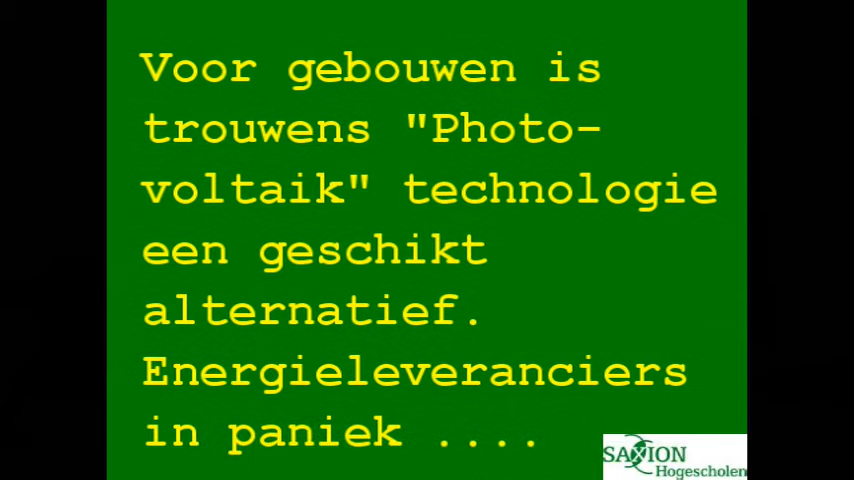 Voor gebouwen is
trouwens "Photo-
voltaik" technologie
een geschikt
alternatief.
Energieleveranciers
in paniek ....
SAXION
Hogescholen